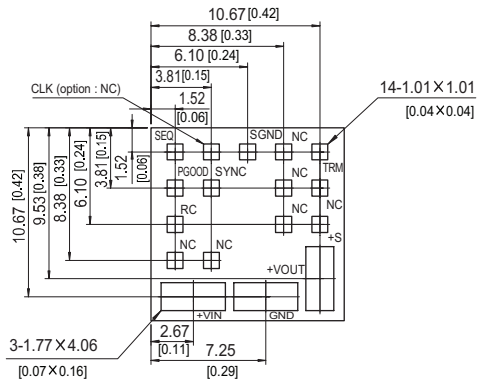 10.67 [0.42]
8.38 [0.33]
6.10 [0.24]
3.81 [0.15]
CLK (option : NC)
1.52
[0.06]
14-1.01×1.01
[0.04×0.04]
10.67 [0.42]
9.53 [0.38]
8.38 [0.33]
6.10 [0.24]
3.81 [0.15]
1.52
[0.06]
SEQ
SGND
NC
TRM
PGOOD
SYNC
NC
RC
NC
NC
NC
NC
+S
+VOUT
+VIN
GND
3-1.77×4.06
[0.07×0.16]
2.67
[0.11]
7.25
[0.29]